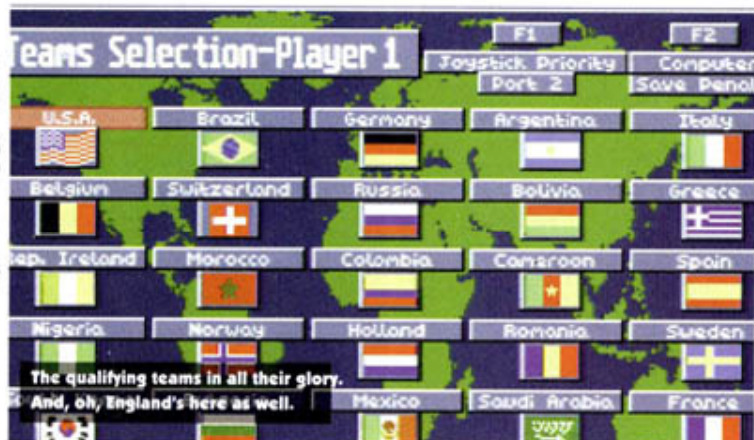 F1 F2
Teams Selection-Player 1
Joystick Priority Computer
Port 2 Save Penal
U.S.A. Brazil Germany Argentina Italy
Belgium Switzerland Russia Bolivia Greece
Rep. Ireland Morocco Colombia Cameroon Spain
Nigeria Norway Holland Romania Sweden
The qualifying teams in all their glory.
And, oh, England's here as well.
Mexico Saudi Arabia France